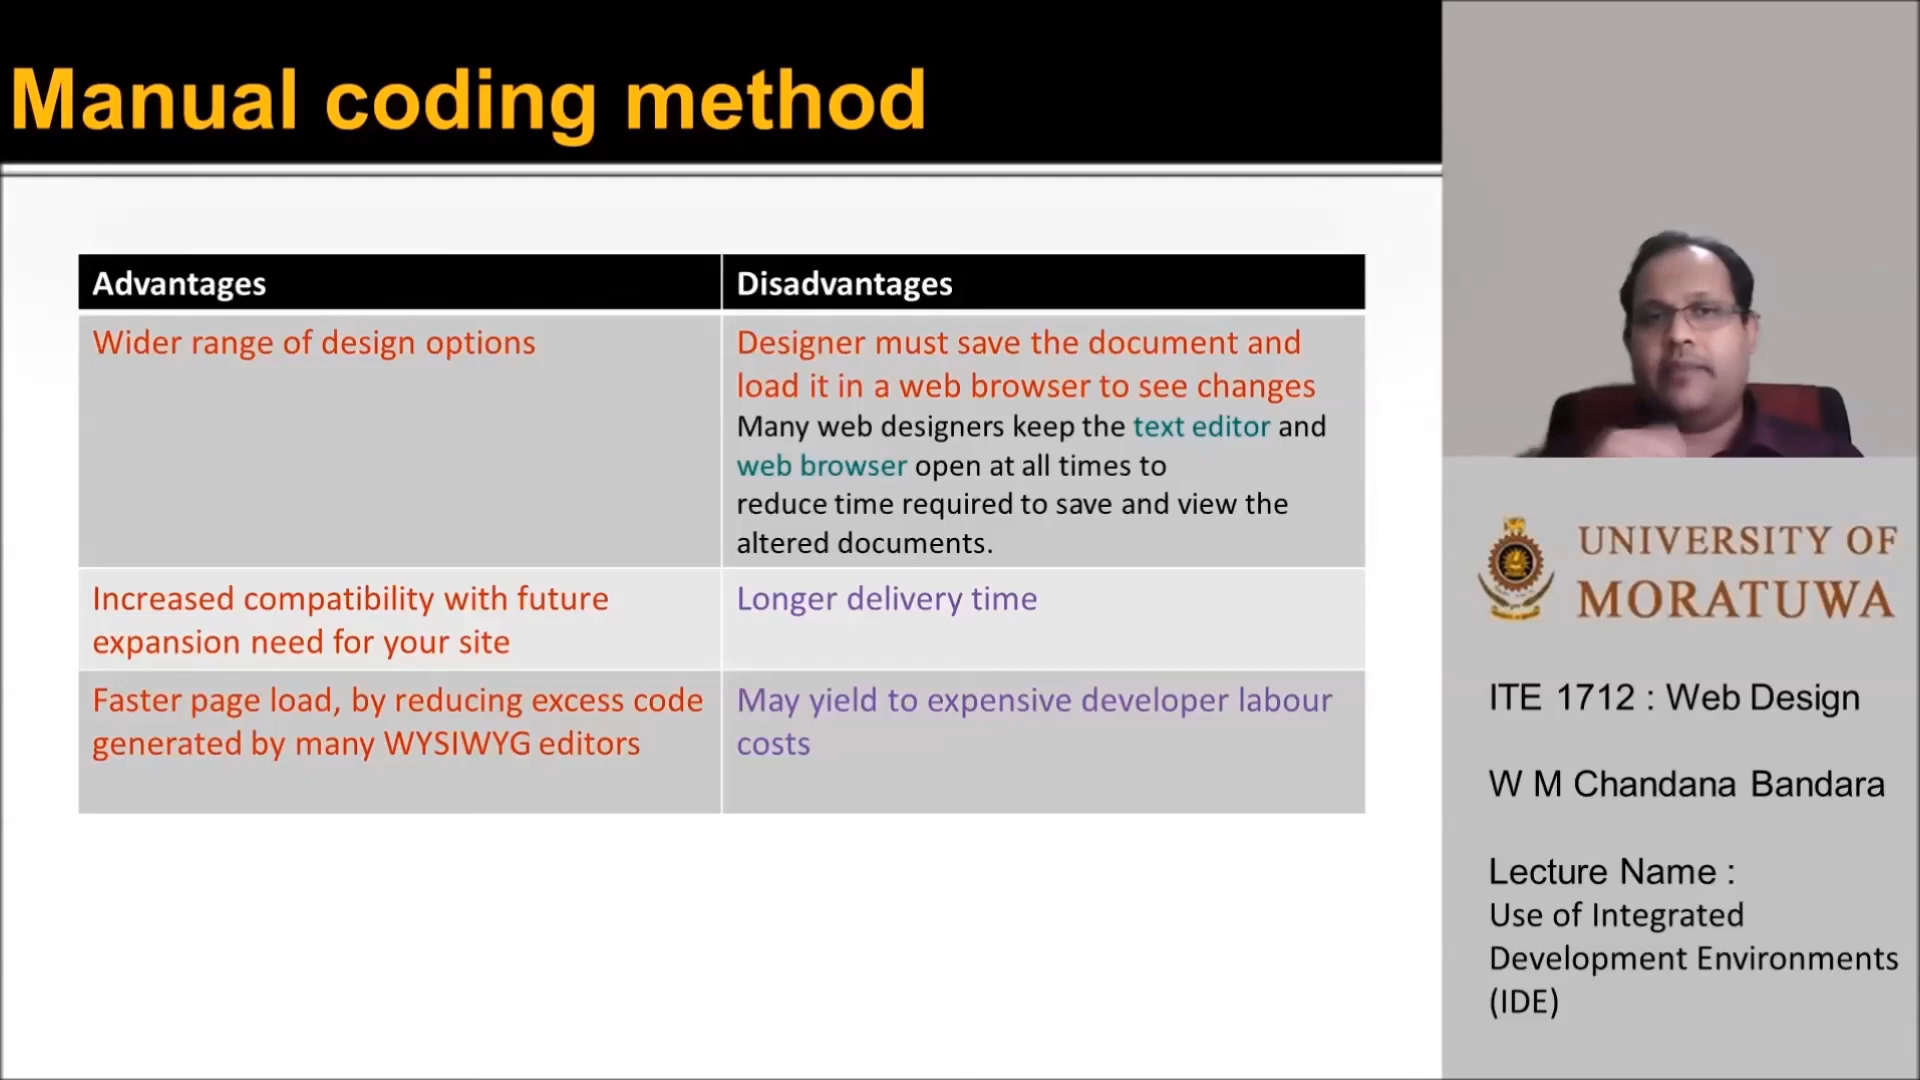 Manual coding method
Advantages
Disadvantages
Wider range of design options
Designer must save the document and
load it in a web browser to see changes
Many web designers keep the text editor and
web browser open at all times to
reduce time required to save and view the
altered documents.
Increased compatibility with future
expansion need for your site
Longer delivery time
Faster page load, by reducing excess code
generated by many WYSIWYG editors
May yield to expensive developer labour
costs
UNIVERSITY OF
MORATUWA
ITE 1712 : Web Design
W M Chandana Bandara
Lecture Name :
Use of Integrated
Development Environments
(IDE)